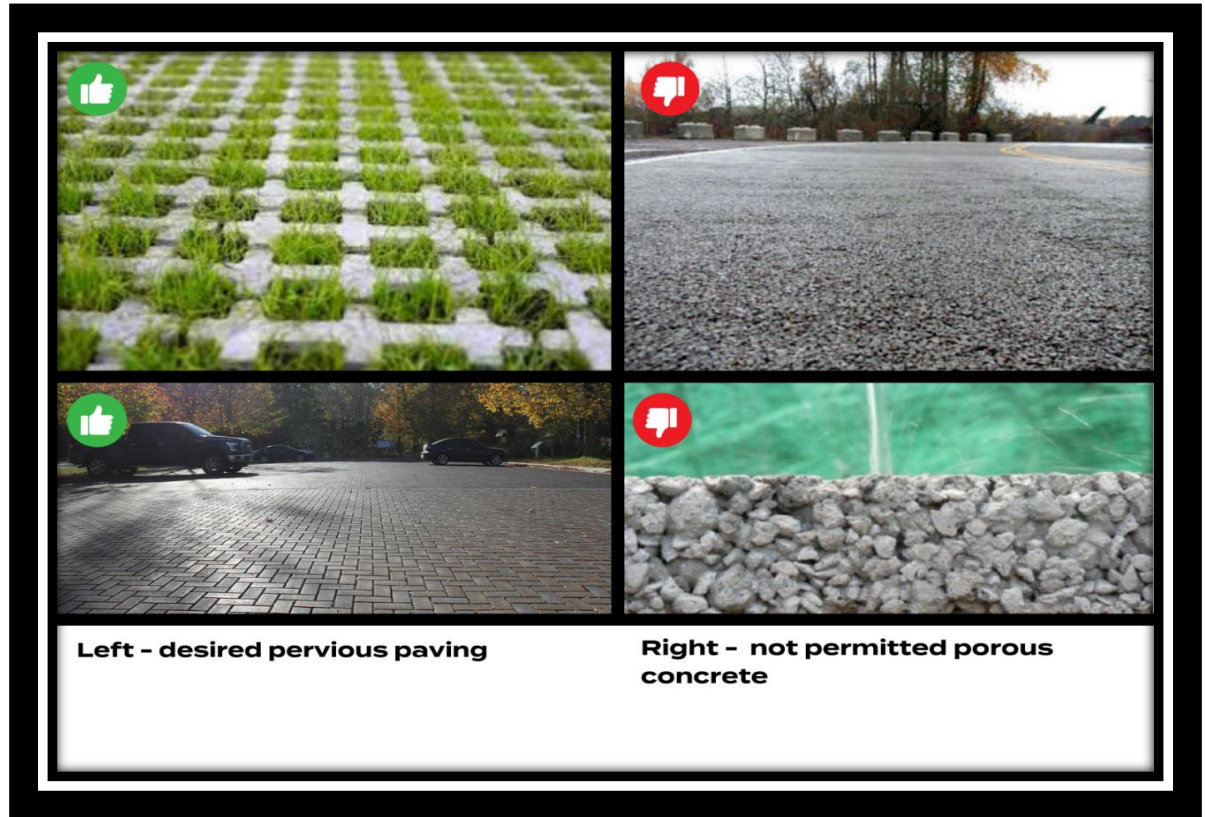 Left - desired pervious paving
Right -  not permitted porous
concrete